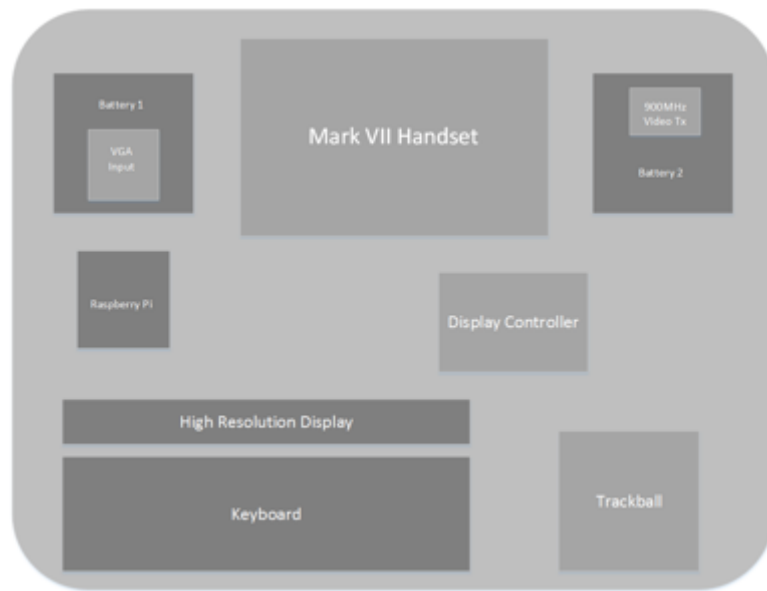 Mark VII Handset
Battery 1
VGA
Input
900MHz
Video Tx
Battery 2
Raspberry Pi
Display Controller
High Resolution Display
Keyboard
Trackball